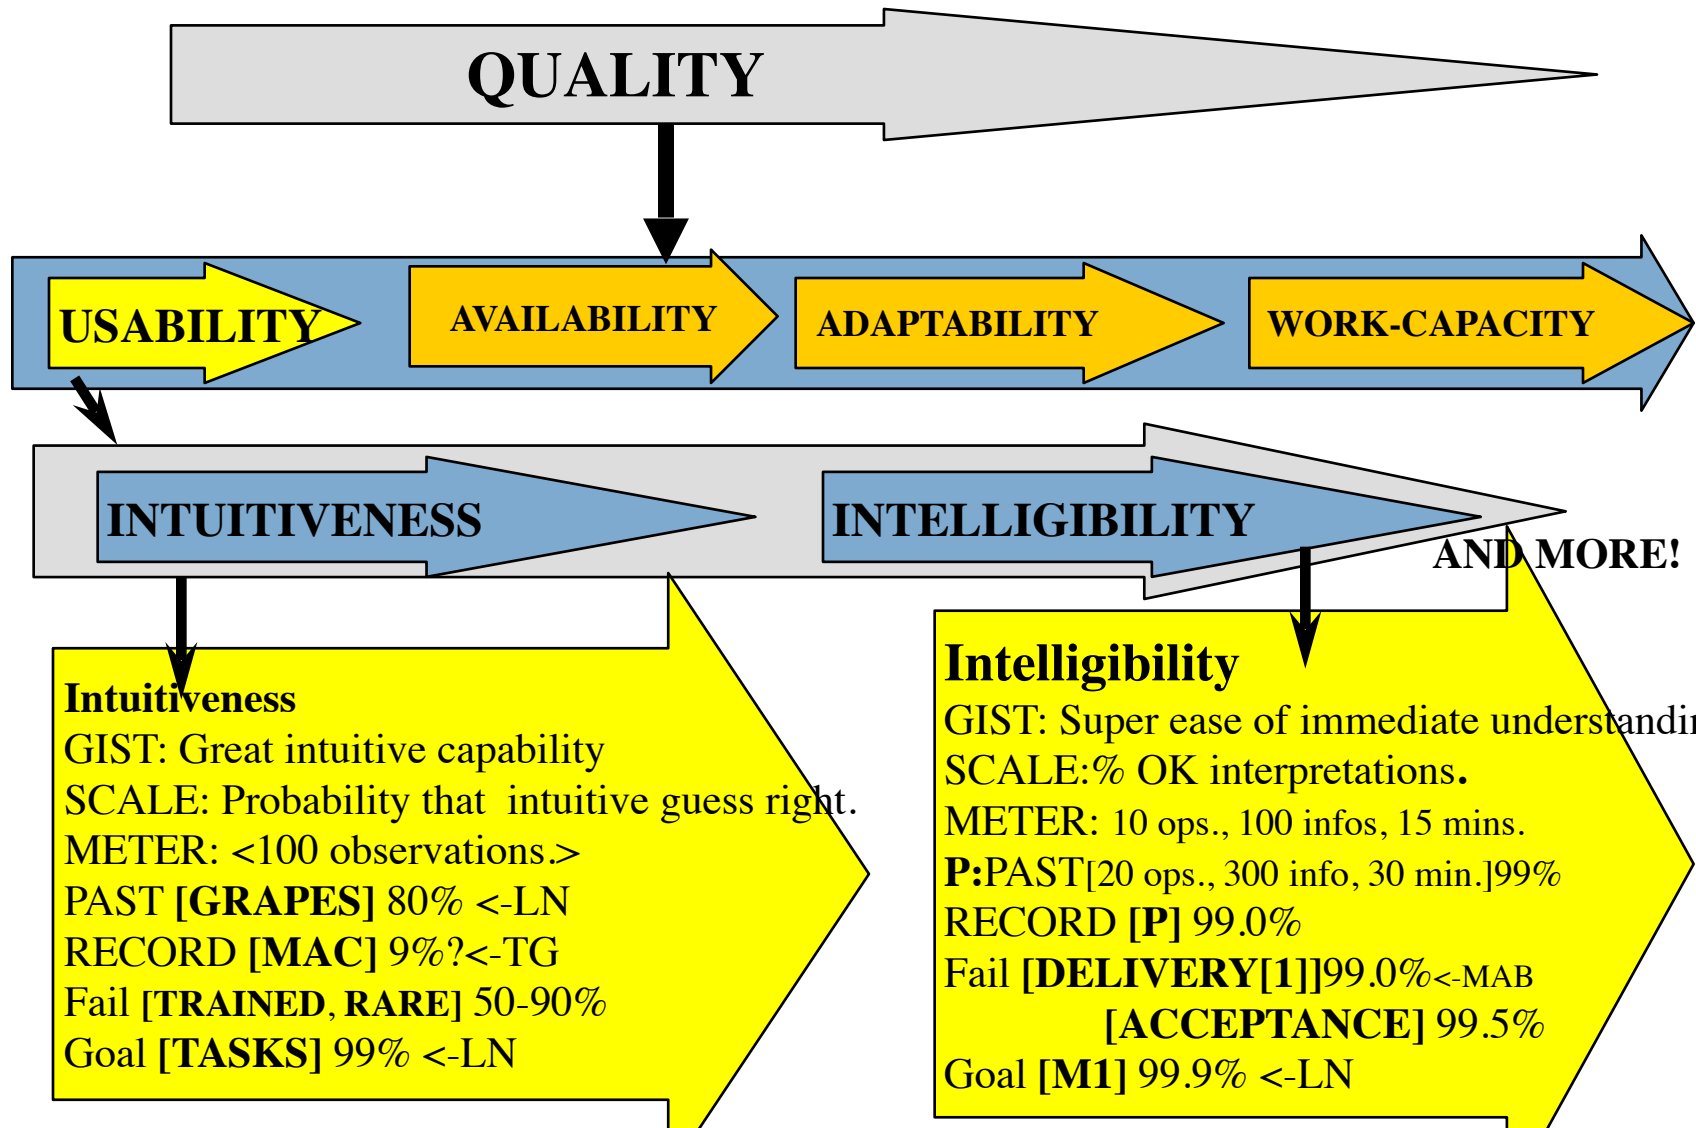 QUALITY
USABILITY
AVAILABILITY
ADAPTABILITY
WORK-CAPACITY
INTUITIVENESS
INTELLIGIBILITY
AND MORE!
Intuitiveness
GIST: Great intuitive capability
SCALE: Probability that  intuitive guess right.
METER: <100 observations.>
PAST [GRAPES] 80% <-LN
RECORD [MAC] 9%?<-TG
Fail [TRAINED, RARE] 50-90%
Goal [TASKS] 99% <-LN
Intelligibility
GIST: Super ease of immediate
SCALE:% OK interpretations.
METER: 10 ops., 100 infos, 15 mins.
P:PAST[20 ops., 300 info, 30 min.]99%
RECORD [P] 99.0%
Fail [DELIVERY[1]]99.0%<-MAB
[ACCEPTANCE] 99.5%
Goal [M1] 99.9% <-LN